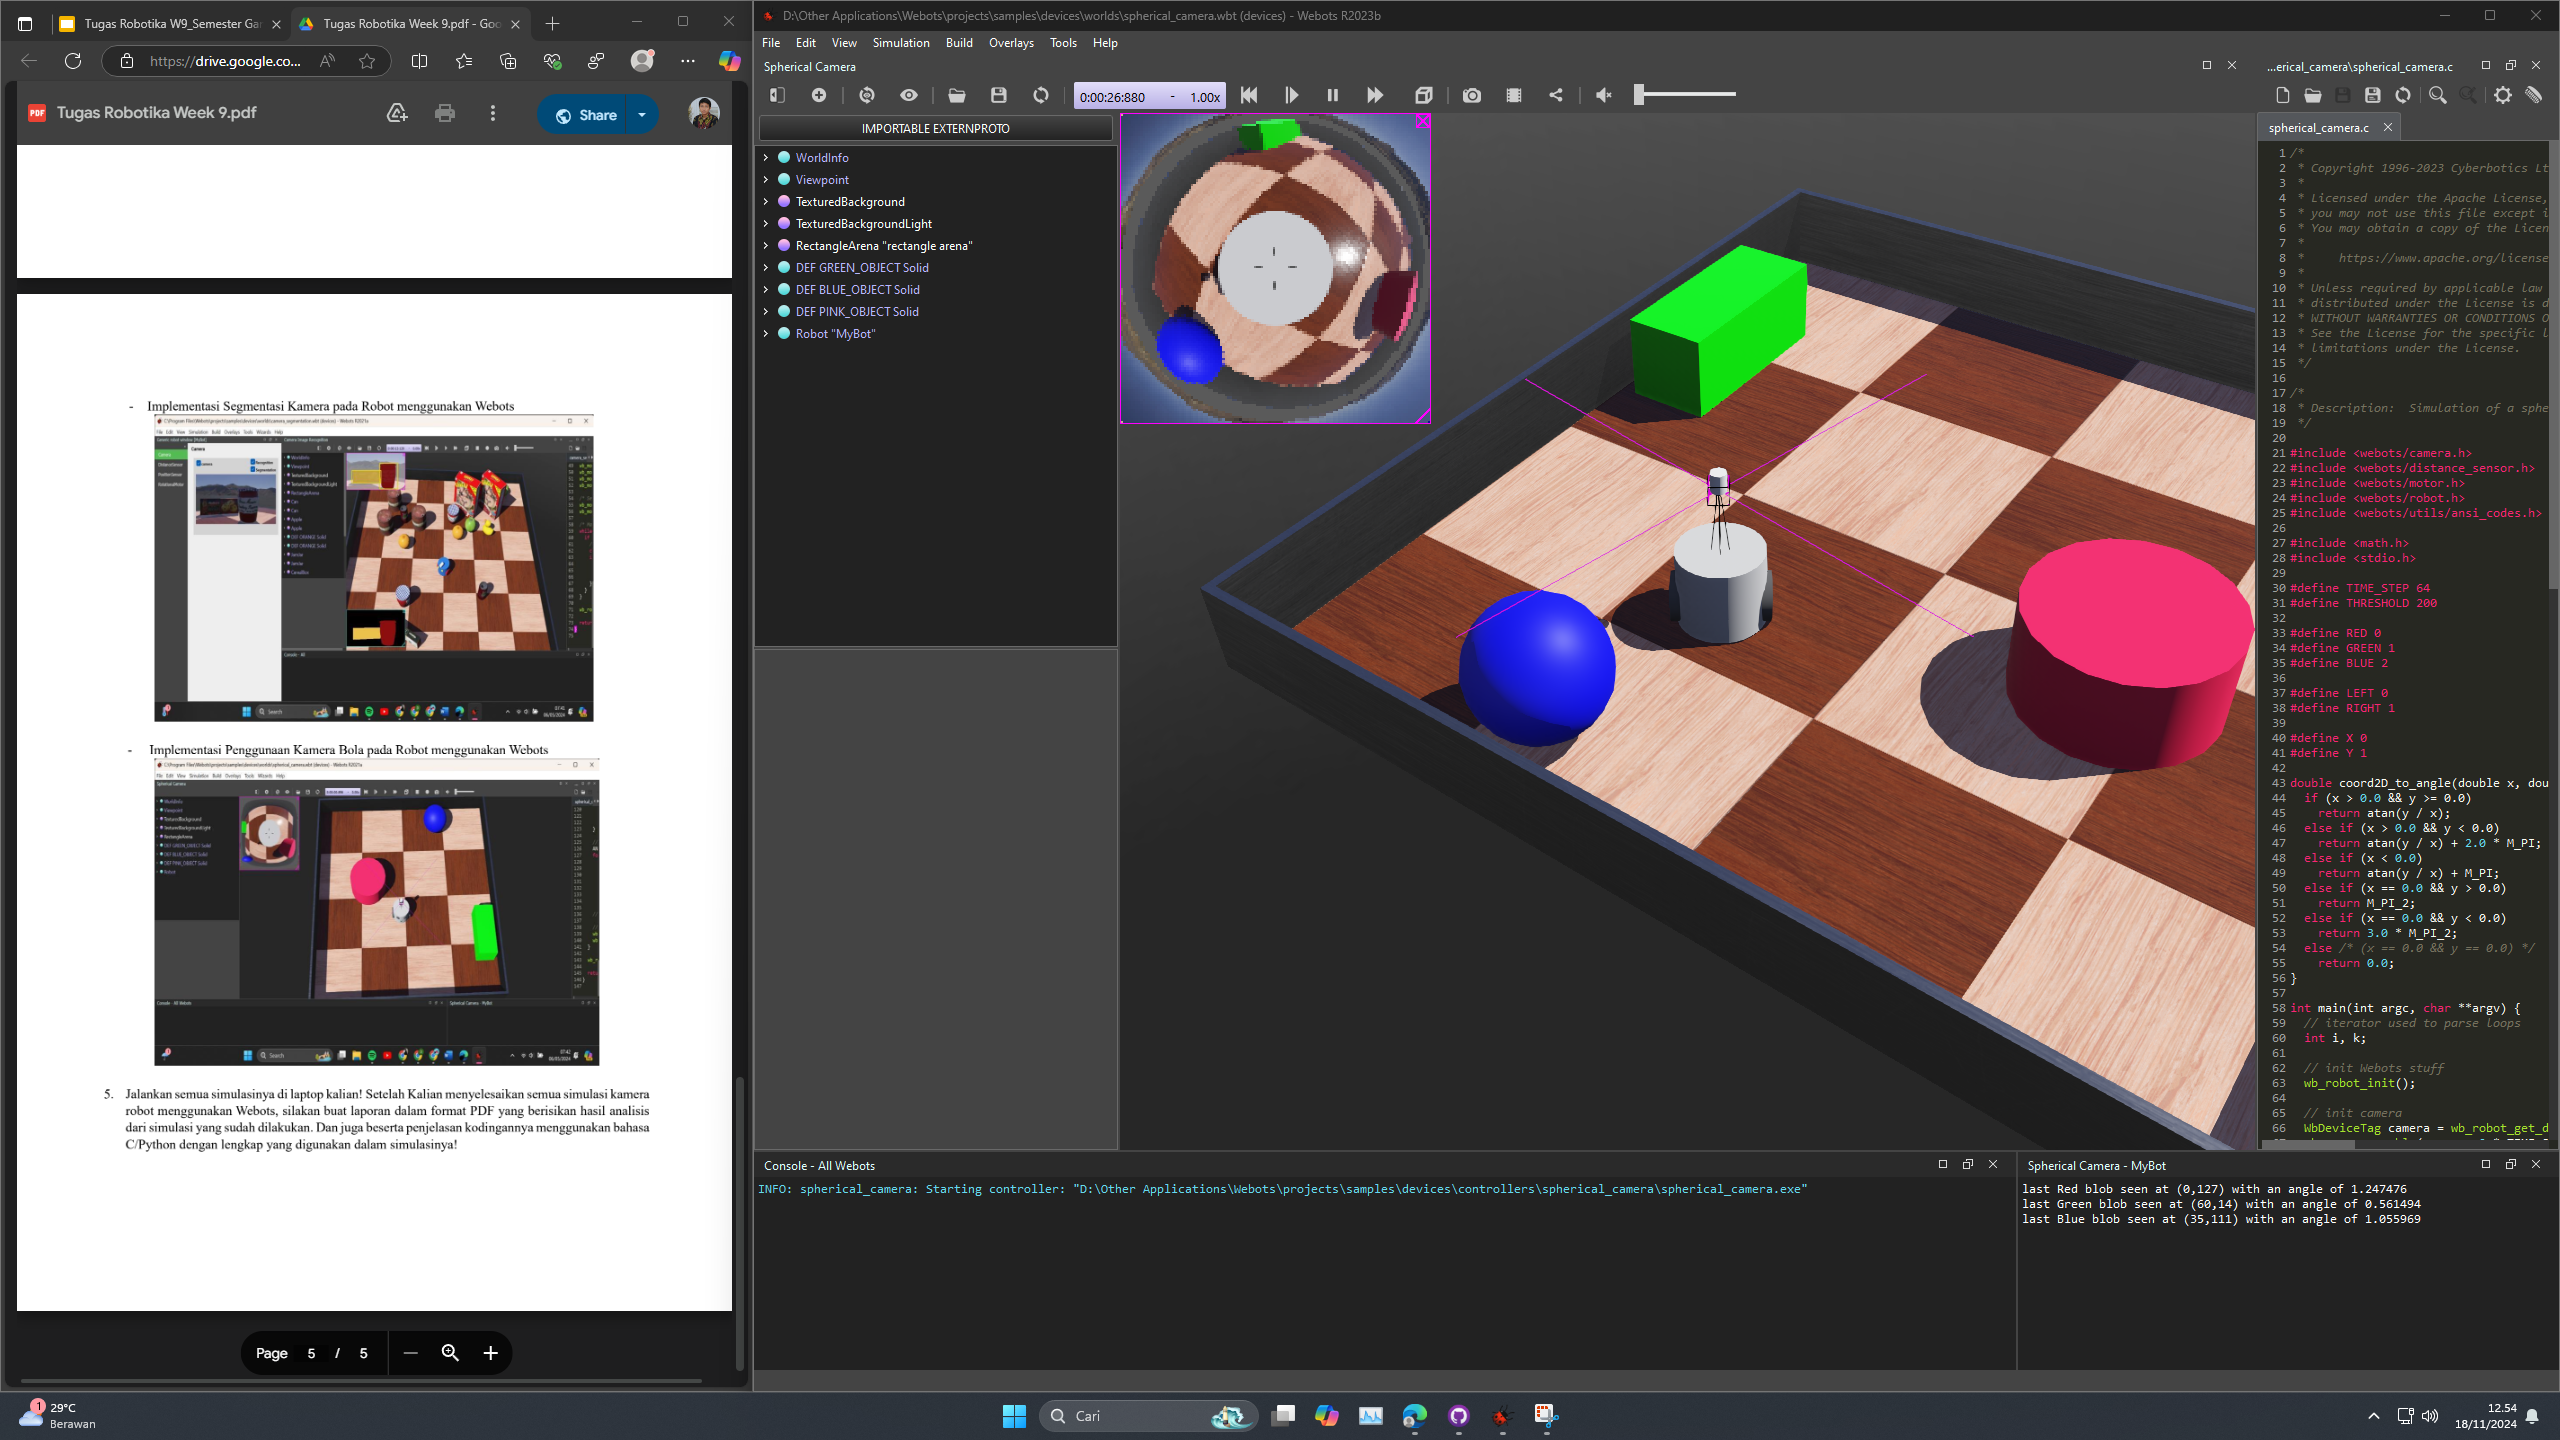 Tugas Robotika W9_Semester Gar
Tugas Robotika Week 9.pdf - Goo
https://drive.google.co...
Tugas Robotika Week 9.pdf
Share
- Implementasi Segmentasi Kamera pada Robot menggunakan Webots
- Implementasi Penggunaan Kamera Bola pada Robot menggunakan Webots
5. Jalankan semua simulasinya di laptop kalian! Setelah Kalian menyelesaikan semua simulasi kamera
robot menggunakan Webots, silakan buat laporan dalam format PDF yang berisikan hasil analisis
dari simulasi yang sudah dilakukan. Dan juga beserta penjelasan kodingannya menggunakan bahasa
C/Python dengan lengkap yang digunakan dalam simulasinya!
Page 5 / 5
D:\Other Applications\Webots\projects\samples\devices\worlds\spherical_camera.wbt (devices) - Webots R2023b
File Edit View Simulation Build Overlays Tools Help
Spherical Camera
0:00:26:880 - 1.00x
IMPORTABLE EXTERNPROTO
WorldInfo
Viewpoint
TexturedBackground
TexturedBackgroundLight
RectangleArena "rectangle arena"
DEF GREEN_OBJECT Solid
DEF BLUE_OBJECT Solid
DEF PINK_OBJECT Solid
Robot "MyBot"
...erical_camera\spherical_camera.c
spherical_camera.c
1 /*
2 * Copyright 1996-2023 Cyberbotics Lt
3 *
4 * Licensed under the Apache License,
5 * you may not use this file except i
6 * You may obtain a copy of the Licen
7 *
8 * https://www.apache.org/license
9 *
10 * Unless required by applicable law
11 * distributed under the License is d
12 * WITHOUT WARRANTIES OR CONDITIONS O
13 * See the License for the specific l
14 * limitations under the License.
15 */
16
17 /*
18 * Description: Simulation of a sphe
19 */
20
21 #include <webots/camera.h>
22 #include <webots/distance_sensor.h>
23 #include <webots/motor.h>
24 #include <webots/robot.h>
25 #include <webots/utils/ansi_codes.h>
26
27 #include <math.h>
28 #include <stdio.h>
29
30 #define TIME_STEP 64
31 #define THRESHOLD 200
32
33 #define RED 0
34 #define GREEN 1
35 #define BLUE 2
36
37 #define LEFT 0
38 #define RIGHT 1
39
40 #define X 0
41 #define Y 1
42
43 double coord2D_to_angle(double x, dou
44 if (x > 0.0 && y >= 0.0)
45 return atan(y / x);
46 else if (x > 0.0 && y < 0.0)
47 return atan(y / x) + 2.0 * M_PI;
48 else if (x < 0.0)
49 return atan(y / x) + M_PI;
50 else if (x == 0.0 && y > 0.0)
51 return M_PI_2;
52 else if (x == 0.0 && y < 0.0)
53 return 3.0 * M_PI_2;
54 else /* (x == 0.0 && y == 0.0) */
55 return 0.0;
56 }
57
58 int main(int argc, char **argv) {
59 // iterator used to parse loops
60 int i, k;
61
62 // init Webots stuff
63 wb_robot_init();
64
65 // init camera
66 WbDeviceTag camera = wb_robot_get_d
Console - All Webots
INFO: spherical_camera: Starting controller: "D:\Other Applications\Webots\projects\samples\devices\controllers\spherical_camera\spherical_camera.exe"
Spherical Camera - MyBot
last Red blob seen at (0,127) with an angle of 1.247476
last Green blob seen at (60,14) with an angle of 0.561494
last Blue blob seen at (35,111) with an angle of 1.055969
1
29°C
Berawan
Cari
12.54
18/11/2024